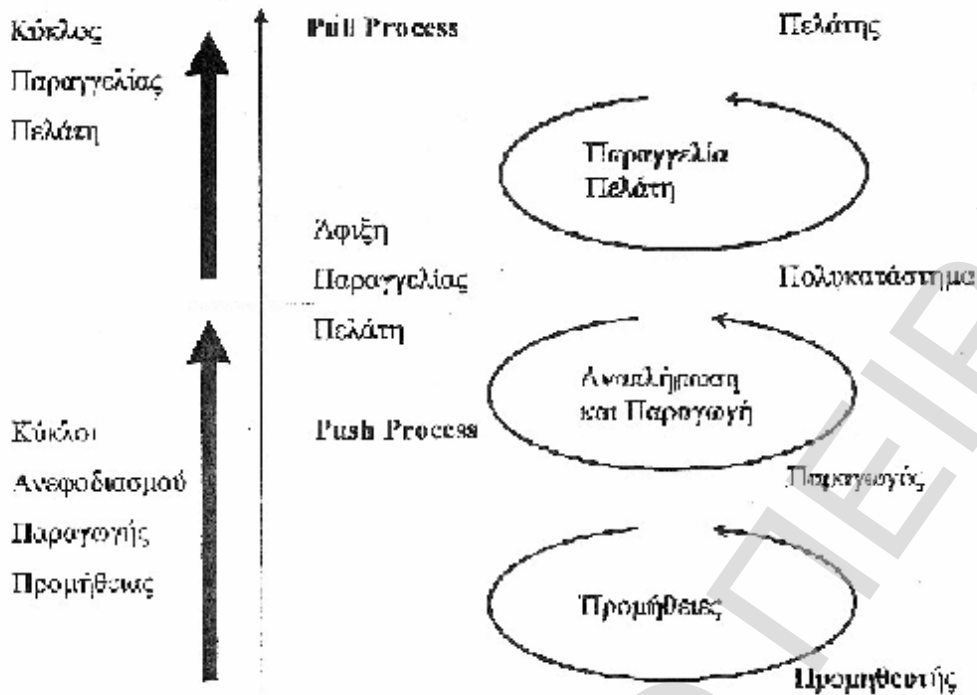 Κύκλος
Παραγγελίας
Πελάτη
Pull Process
Πελάτης
Παραγγελία
Πελάτη
Άφιξη
Παραγγελίας
Πελάτη
Πολυκατάστημα
Αναπλήρωση
και Παραγωγή
Κύκλοι
Ανεφοδιασμού
Παραγωγής
Προμήθειας
Push Process
Παραγωγός
Προμήθειες
Προμηθευτής
ΠΕΙΡ